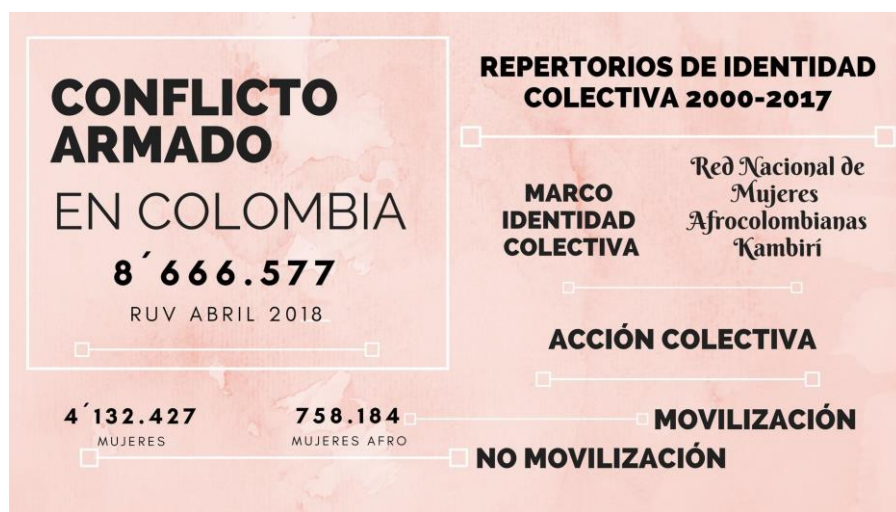 CONFLICTO
ARMADO
EN COLOMBIA
8´666.577
RUV ABRIL 2018
4´132.427
MUJERES
758.184
MUJERES AFRO
REPERTORIOS DE IDENTIDAD
COLECTIVA 2000-2017
MARCO
IDENTIDAD
COLECTIVA
Red Nacional de
Mujeres
Afrocolombianas
Kambirí
ACCIÓN COLECTIVA
MOVILIZACIÓN
NO MOVILIZACIÓN